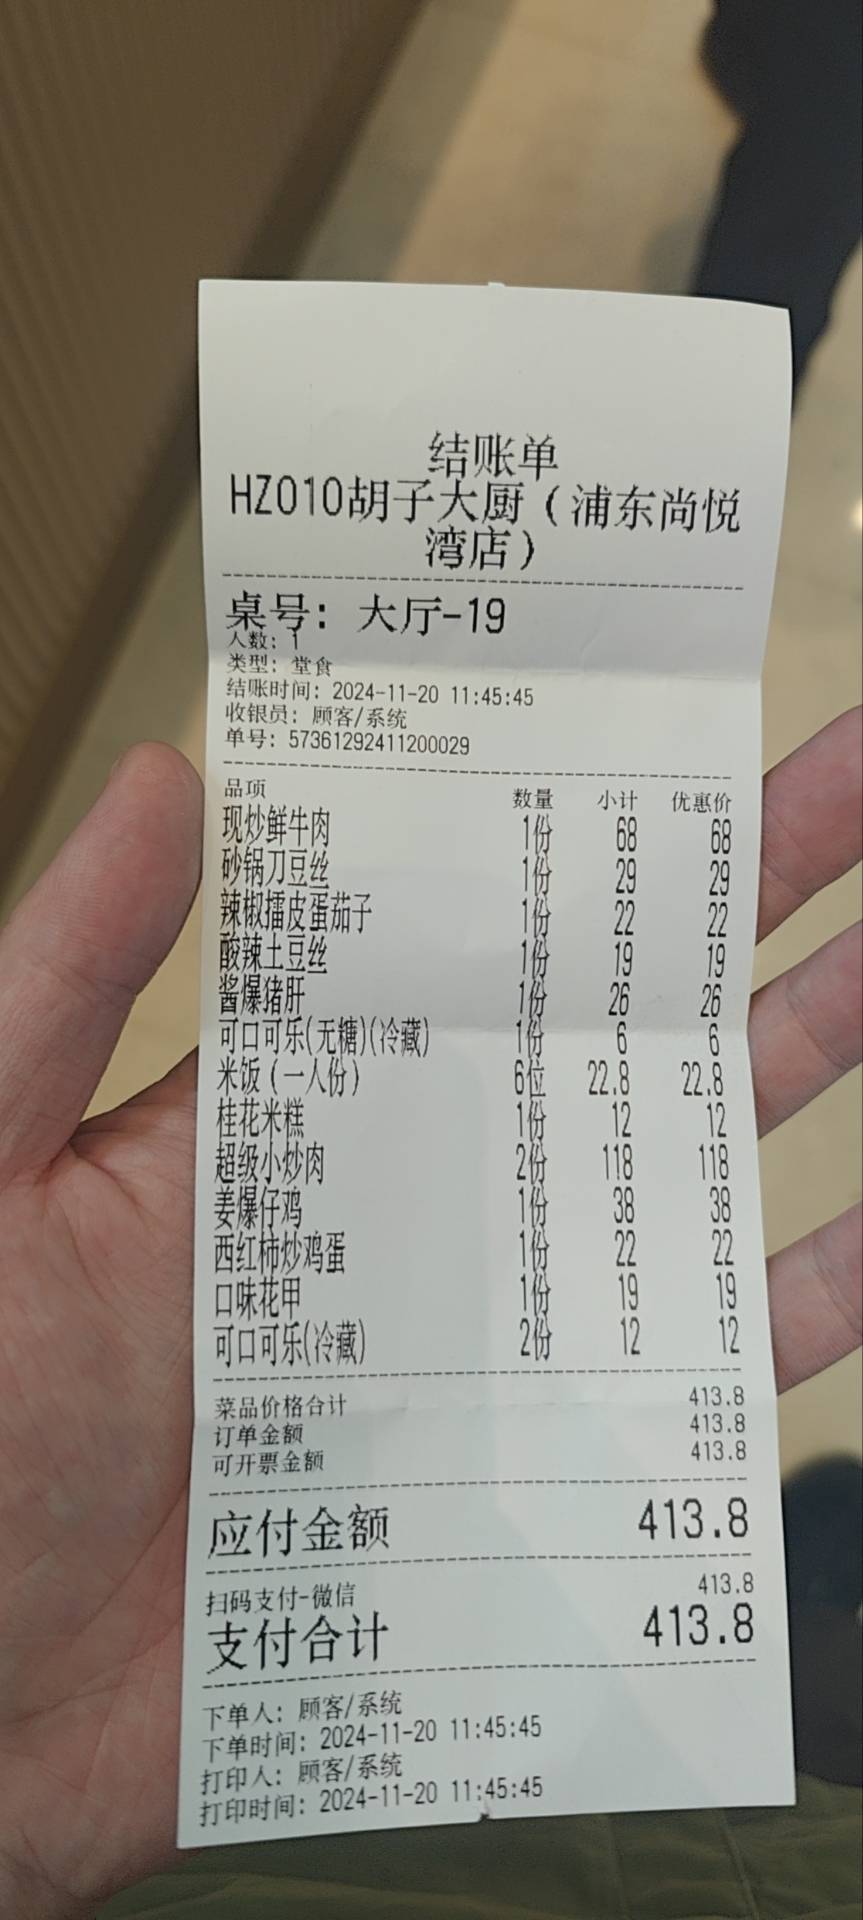 结账单
HZ010胡子大厨（浦东尚悦
湾店）
桌号: 大厅-19
人数: 1
类型: 堂食
结账时间: 2024-11-20 11:45:45
收银员: 顾客/系统
单号: 57361292411200029
品项 数量 小计 优惠价
现炒鲜牛肉 1份 68 68
砂锅刀豆丝 1份 29 29
辣椒擂皮蛋茄子 1份 22 22
酸辣土豆丝 1份 19 19
酱爆猪肝 1份 26 26
可口可乐(无糖)(冷藏) 1份 6 6
米饭（一人份） 6位 22.8 22.8
桂花米糕 1份 12 12
超级小炒肉 2份 118 118
姜爆仔鸡 1份 38 38
西红柿炒鸡蛋 1份 22 22
口味花甲 1份 19 19
可口可乐(冷藏) 2份 12 12
菜品价格合计 413.8
订单金额 413.8
可开票金额 413.8
应付金额 413.8
扫码支付-微信 413.8
支付合计 413.8
下单人: 顾客/系统
下单时间: 2024-11-20 11:45:45
打印人: 顾客/系统
打印时间: 2024-11-20 11:45:45